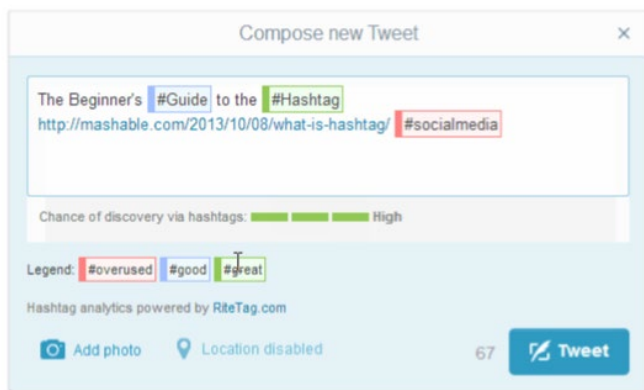 Compose new Tweet ×
The Beginner's #Guide to the #Hashtag
http://mashable.com/2013/10/08/what-is-hashtag/ #socialmedia
Chance of discovery via hashtags: High
Legend: #overused #good #great
Hashtag analytics powered by RiteTag.com
Add photo Location disabled 67 Tweet